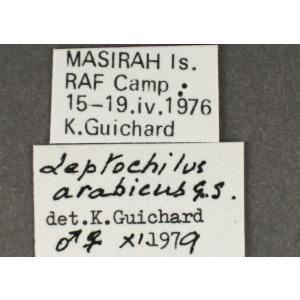 MASIRAH Is.
RAF Camp.
15-19.iv.1976
K.Guichard
Leptochilus
arabicus g.s.
det.K.Guichard
♂ ♀ XI.1979